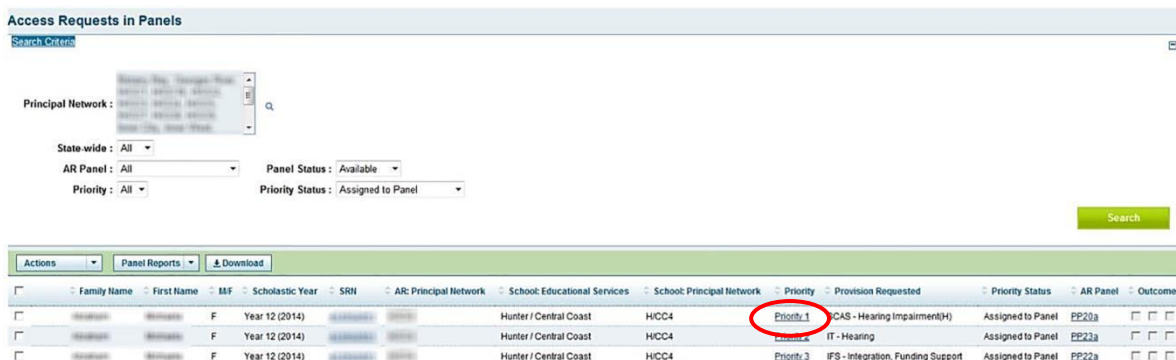 Access Requests in Panels
Search Criteria
Principal Network :
State-wide : All
AR Panel : All Panel Status : Available
Priority : All Priority Status : Assigned to Panel
Search
Actions Panel Reports Download
Family Name First Name M/F Scholastic Year SRN AR: Principal Network School: Educational Services School: Principal Network Priority Provision Requested Priority Status AR Panel Outcome
F Year 12 (2014) Hunter / Central Coast H/CC4 Priority 1 SCAS - Hearing Impairment(H) Assigned to Panel PP20a
F Year 12 (2014) Hunter / Central Coast H/CC4 Priority 2 IT - Hearing Assigned to Panel PP23a
F Year 12 (2014) Hunter / Central Coast H/CC4 Priority 3 IFS - Integration, Funding Support Assigned to Panel PP22a